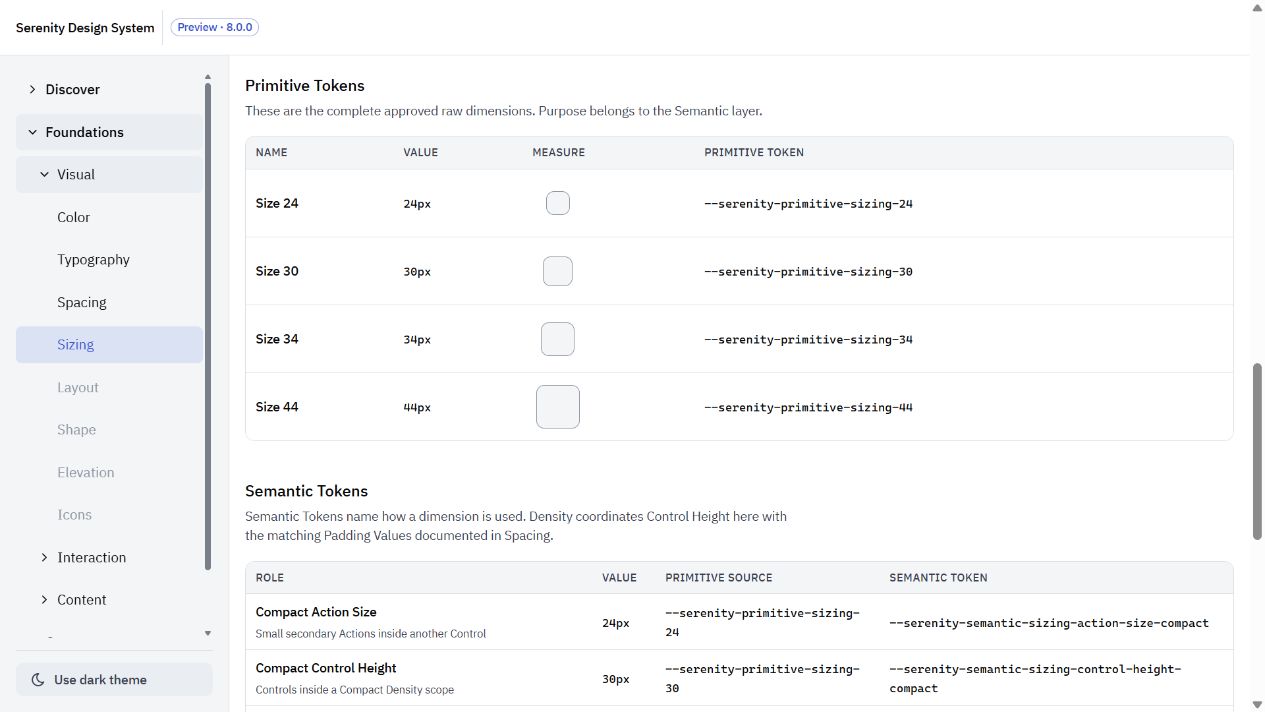 Serenity Design System
Preview · 8.0.0
Discover
Foundations
Visual
Color
Typography
Spacing
Sizing
Layout
Shape
Elevation
Icons
Interaction
Content
Use dark theme
Primitive Tokens
These are the complete approved raw dimensions. Purpose belongs to the Semantic layer.
NAME VALUE MEASURE PRIMITIVE TOKEN
Size 24 24px --serenity-primitive-sizing-24
Size 30 30px --serenity-primitive-sizing-30
Size 34 34px --serenity-primitive-sizing-34
Size 44 44px --serenity-primitive-sizing-44
Semantic Tokens
Semantic Tokens name how a dimension is used. Density coordinates Control Height here with
the matching Padding Values documented in Spacing.
ROLE VALUE PRIMITIVE SOURCE SEMANTIC TOKEN
Compact Action Size
Small secondary Actions inside another Control
24px
--serenity-primitive-sizing-
24
--serenity-semantic-sizing-action-size-compact
Compact Control Height
Controls inside a Compact Density scope
30px
--serenity-primitive-sizing-
30
--serenity-semantic-sizing-control-height-
compact